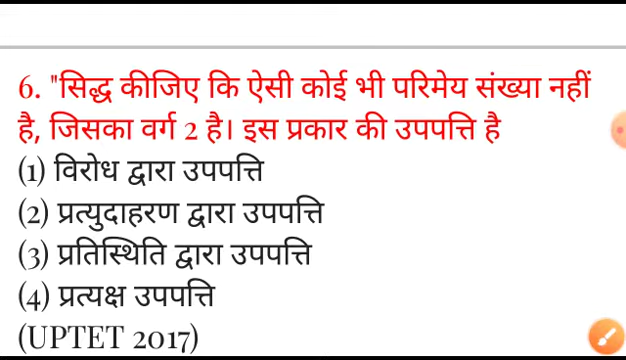 6. "सिद्ध कीजिए कि ऐसी कोई भी परिमेय संख्या नहीं
है, जिसका वर्ग 2 है। इस प्रकार की उपपत्ति है
(1) विरोध द्वारा उपपत्ति
(2) प्रत्युदाहरण द्वारा उपपत्ति
(3) प्रतिस्थिति द्वारा उपपत्ति
(4) प्रत्यक्ष उपपत्ति
(UPTET 2017)